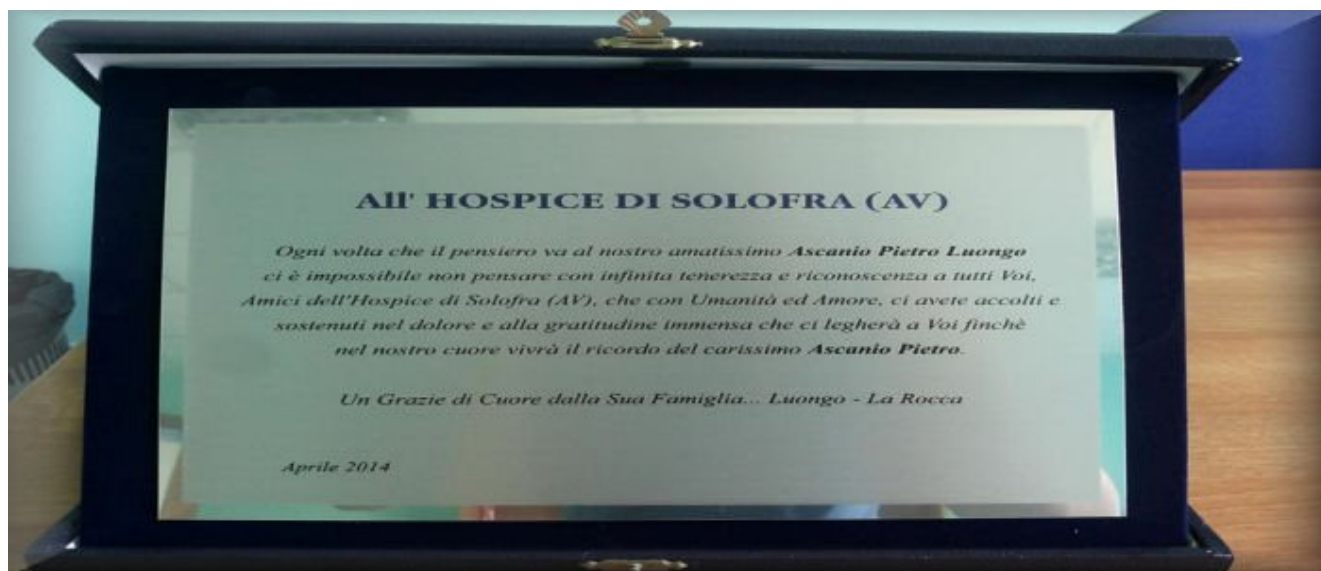 All' HOSPICE DI SOLOFRA (AV)
Ogni volta che il pensiero va al nostro amatissimo Ascanio Pietro Luongo
ci è impossibile non pensare con infinita tenerezza e riconoscenza a tutti Voi,
Amici dell'Hospice di Solofra (AV), che con Umanità ed Amore, ci avete accolti e
sostenuti nel dolore e alla gratitudine immensa che ci legherà a Voi finchè
nel nostro cuore vivrà il ricordo del carissimo Ascanio Pietro.
Un Grazie di Cuore dalla Sua Famiglia... Luongo - La Rocca
Aprile 2014